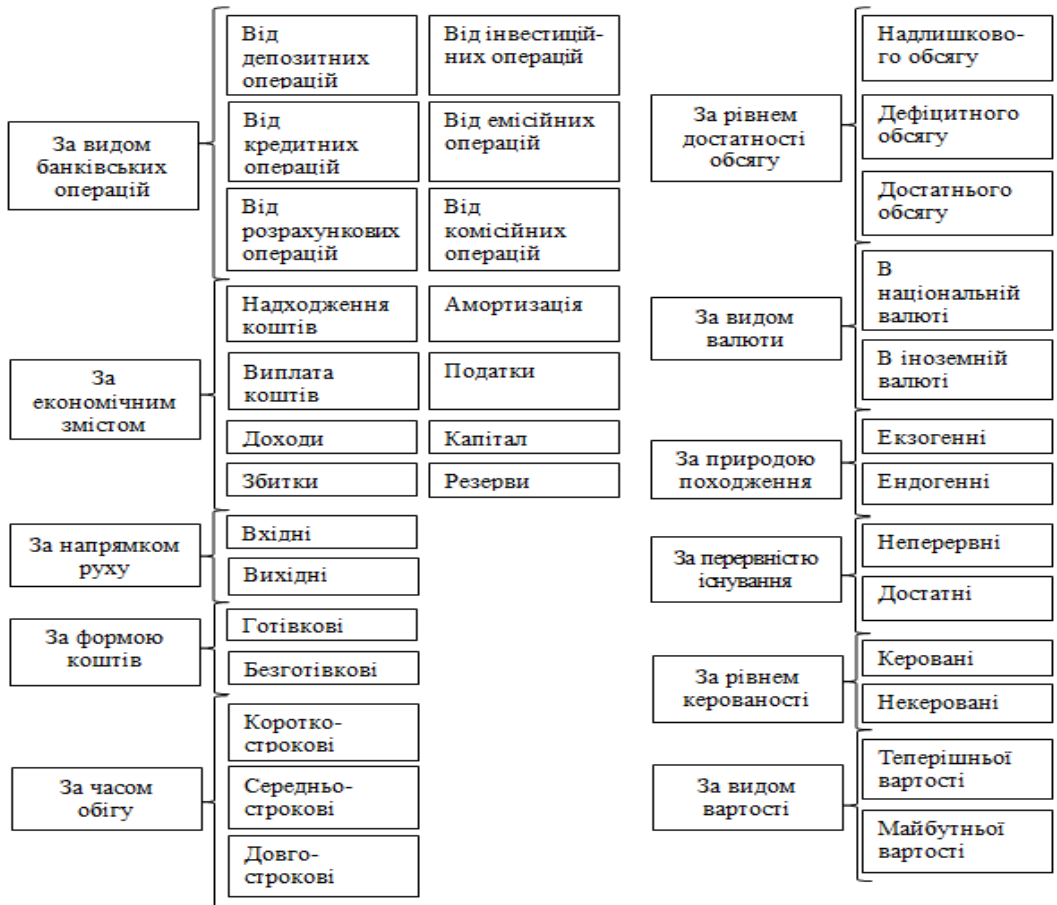 За видом
банківських
операцій
Від
депозитних
операцій
Від інвестицій-
них операцій
Від
кредитних
операцій
Від емісійних
операцій
Від
розрахункових
операцій
Від
комісійних
операцій
За
економічним
змістом
Надходження
коштів
Амортизація
Виплата
коштів
Податки
Доходи
Капітал
Збитки
Резерви
За напрямком
руху
Вхідні
Вихідні
За формою
коштів
Готівкові
Безготівкові
За часом
обігу
Коротко-
строкові
Середньо-
строкові
Довго-
строкові
За рівнем
достатності
обсягу
Надлишково-
го обсягу
Дефіцитного
обсягу
Достатнього
обсягу
За видом
валюти
В
національній
валюті
В іноземній
валюті
За природою
походження
Екзогенні
Ендогенні
За перервністю
існування
Неперервні
Достатні
За рівнем
керованості
Керовані
Некеровані
За видом
вартості
Теперішньої
вартості
Майбутньої
вартості